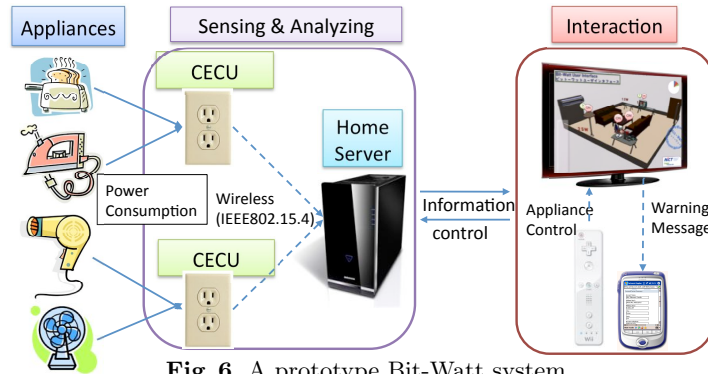 Appliances
Sensing & Analyzing
Interaction
CECU
Home
Server
Power
Consumption
Wireless
(IEEE802.15.4)
CECU
Information
control
Appliance
Control
Warning
Message
Wii
Fig. 6. A prototype Bit-Watt system